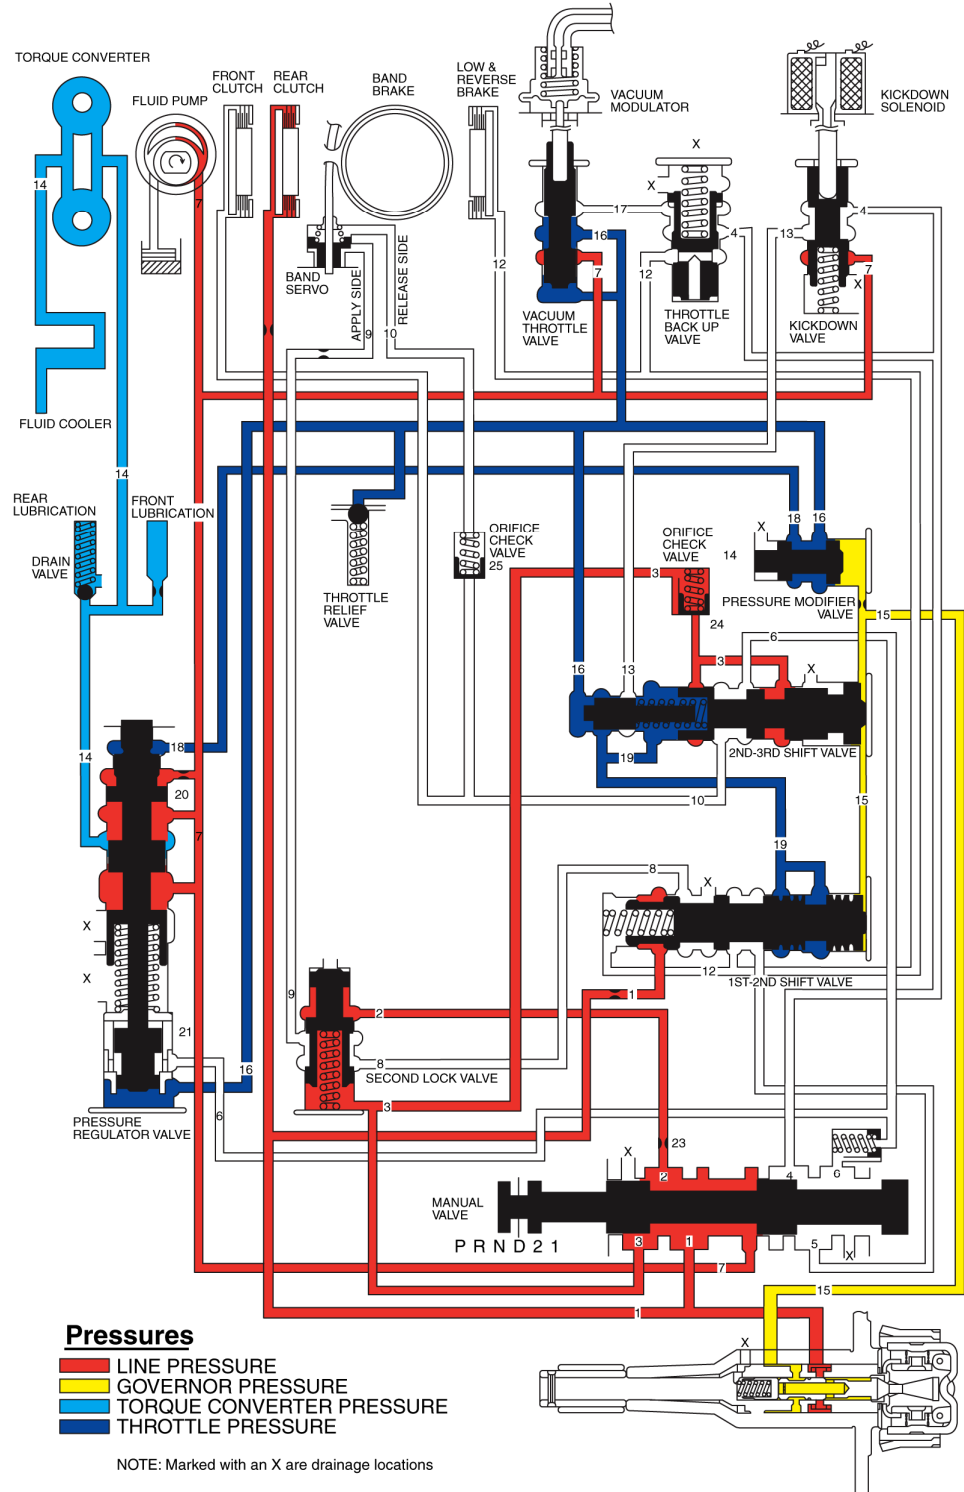 TORQUE CONVERTER
FLUID PUMP
FRONT
CLUTCH
REAR
CLUTCH
BAND
BRAKE
LOW &
REVERSE
BRAKE
VACUUM
MODULATOR
KICKDOWN
SOLENOID
X
X
14
7
17
4
4
16
13
12
7
12
7
X
BAND
SERVO
APPLY SIDE
9
RELEASE SIDE
10
VACUUM
THROTTLE
VALVE
THROTTLE
BACK UP
VALVE
KICKDOWN
VALVE
FLUID COOLER
14
REAR
LUBRICATION
FRONT
LUBRICATION
DRAIN
VALVE
THROTTLE
RELIEF
VALVE
ORIFICE
CHECK
VALVE
25
ORIFICE
CHECK
VALVE
3
24
14
X
18
16
PRESSURE MODIFIER
VALVE
15
6
3
16
13
X
19
2ND-3RD SHIFT VALVE
10
15
18
14
20
7
19
8
X
12
1ST-2ND SHIFT VALVE
X
X
21
9
1
2
8
SECOND LOCK VALVE
3
16
6
PRESSURE
REGULATOR VALVE
23
X
2
4
6
MANUAL
VALVE
P R N D 2 1
3
1
7
5
X
15
1
X
Pressures
LINE PRESSURE
GOVERNOR PRESSURE
TORQUE CONVERTER PRESSURE
THROTTLE PRESSURE
NOTE: Marked with an X are drainage locations